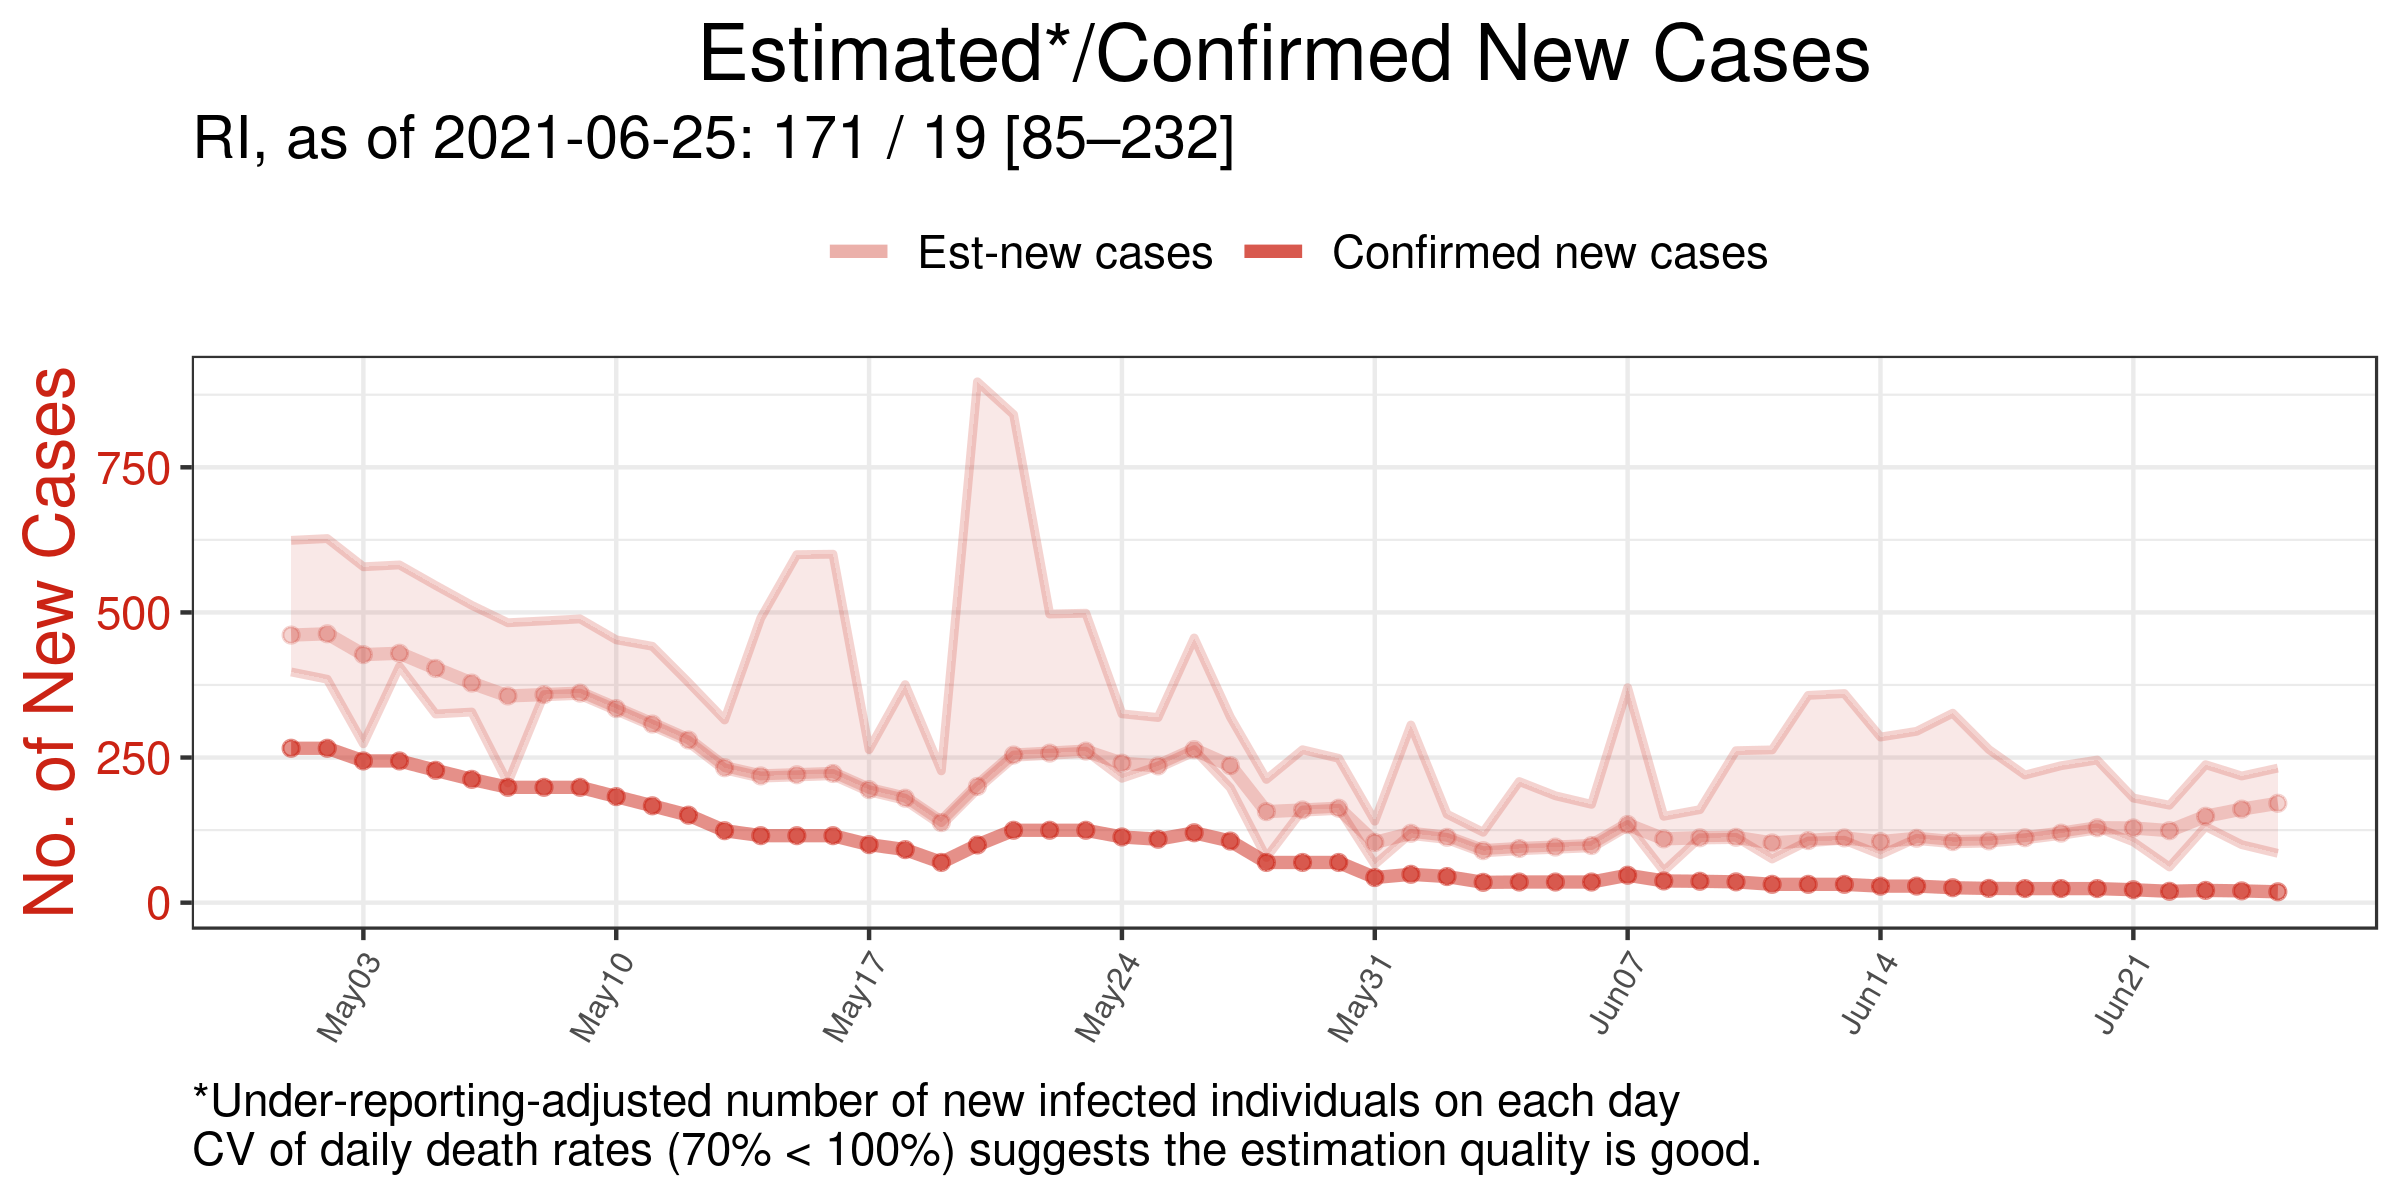 Estimated*/Confirmed New Cases
RI, as of 2021-06-25: 171 / 19 [85–232]
Est-new cases
Confirmed new cases
No. of New Cases
750
500
250
0
May03
May10
May17
May24
May31
Jun07
Jun14
Jun21
*Under-reporting-adjusted number of new infected individuals on each day
CV of daily death rates (70% < 100%) suggests the estimation quality is good.